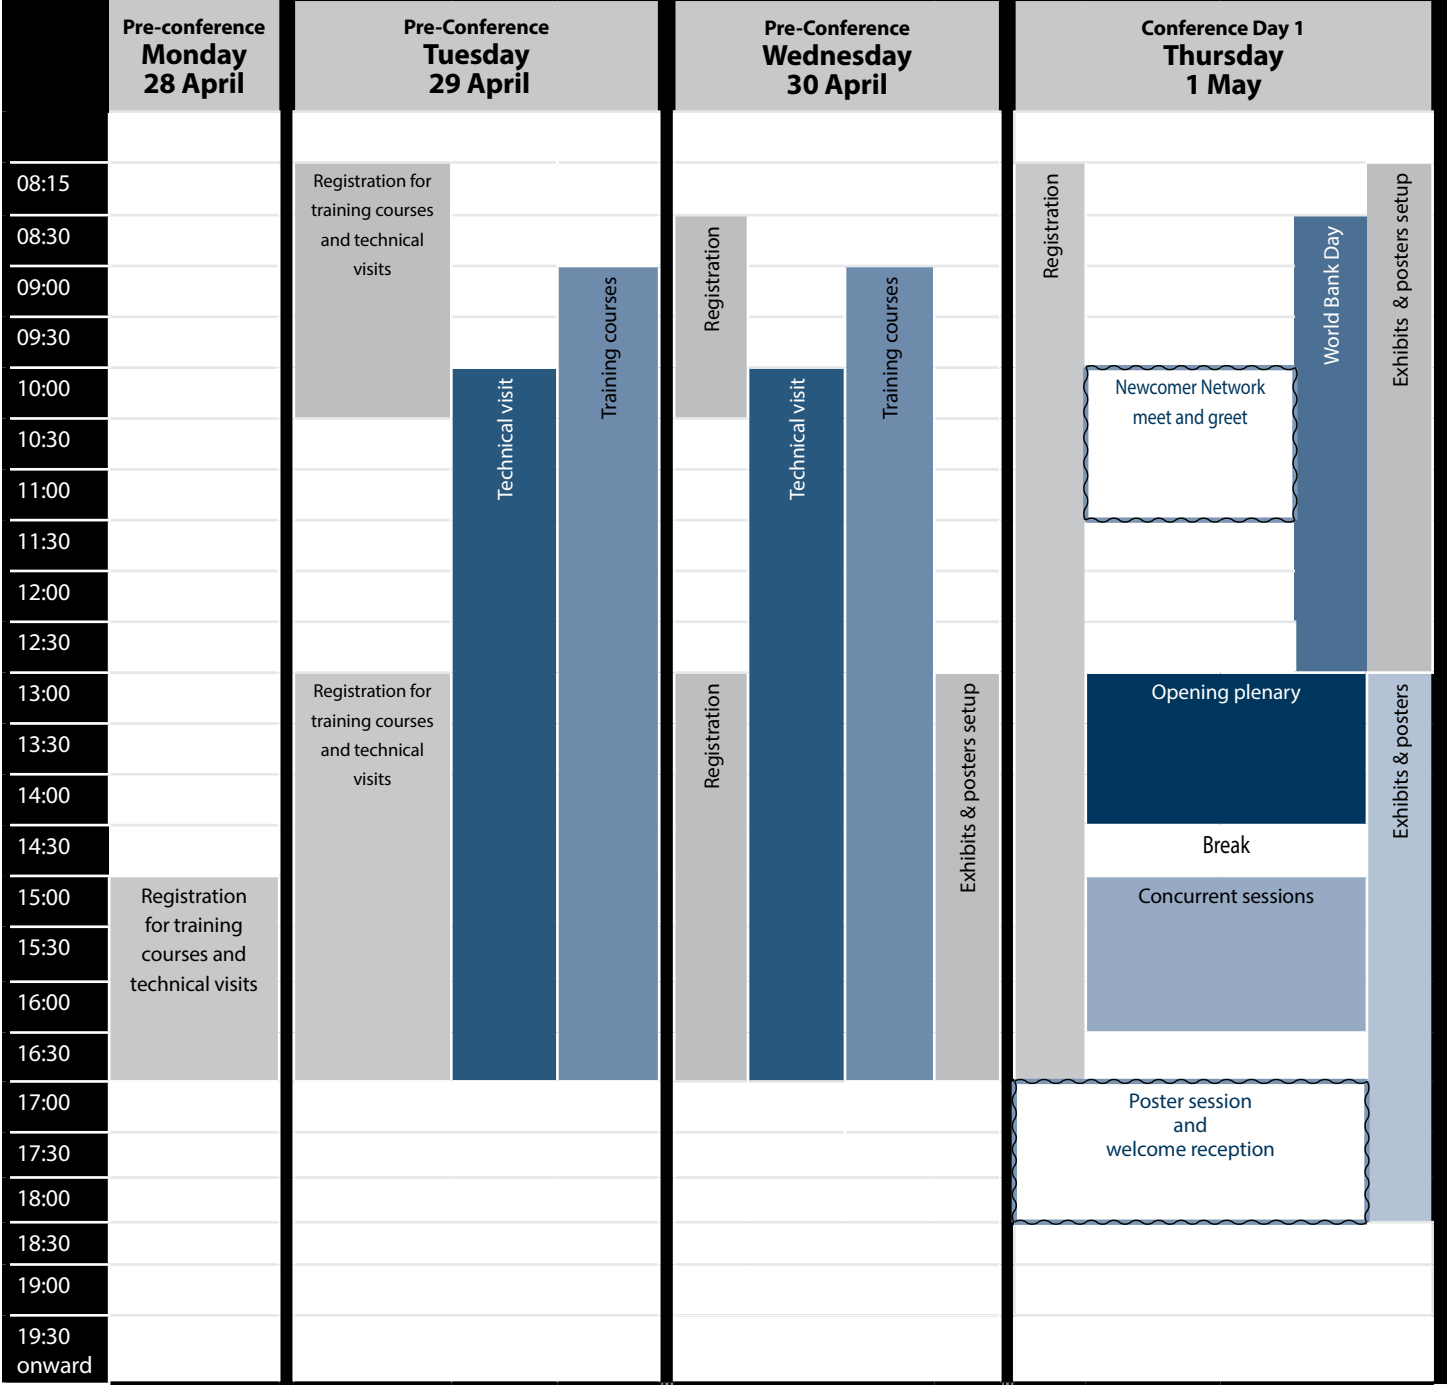 Pre-conference
Monday
28 April
Pre-Conference
Tuesday
29 April
Pre-Conference
Wednesday
30 April
Conference Day 1
Thursday
1 May
08:15
08:30
09:00
09:30
10:00
10:30
11:00
11:30
12:00
12:30
13:00
13:30
14:00
14:30
15:00
15:30
16:00
16:30
17:00
17:30
18:00
18:30
19:00
19:30
onward
Registration
for training
courses and
technical visits
Registration for
training courses
and technical
visits
Registration for
training courses
and technical
visits
Technical visit
Training courses
Registration
Registration
Technical visit
Training courses
Exhibits & posters setup
Registration
Newcomer Network
meet and greet
World Bank Day
Exhibits & posters setup
Opening plenary
Break
Concurrent sessions
Exhibits & posters
Poster session
and
welcome reception